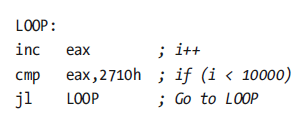 LOOP:
inc eax ; i++
cmp eax,2710h ; if (i < 10000)
jl LOOP ; Go to LOOP